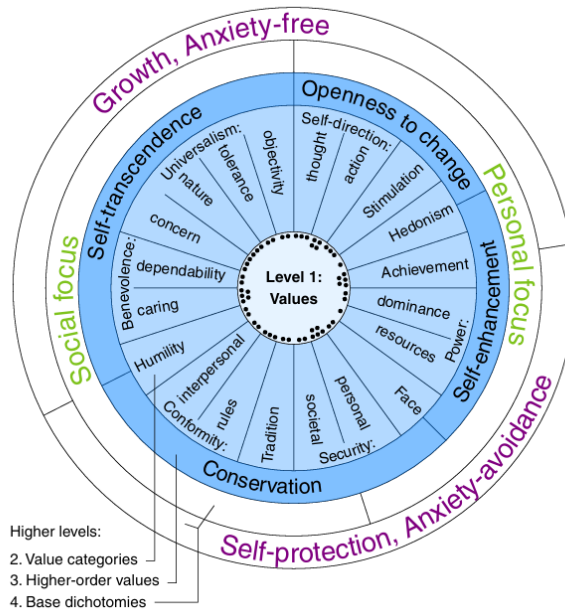 Growth, Anxiety-free
Openness to change
Self-transcendence
Personal focus
Social focus
Self-enhancement
Conservation
Self-protection, Anxiety-avoidance
Universalism:
nature
tolerance
objectivity
concern
Self-direction:
thought
action
Stimulation
Hedonism
Achievement
Power:
dominance
resources
Face
Security:
personal
societal
Tradition
Conformity:
rules
interpersonal
Humility
Benevolence:
caring
dependability
Level 1:
Values
Higher levels:
2. Value categories
3. Higher-order values
4. Base dichotomies